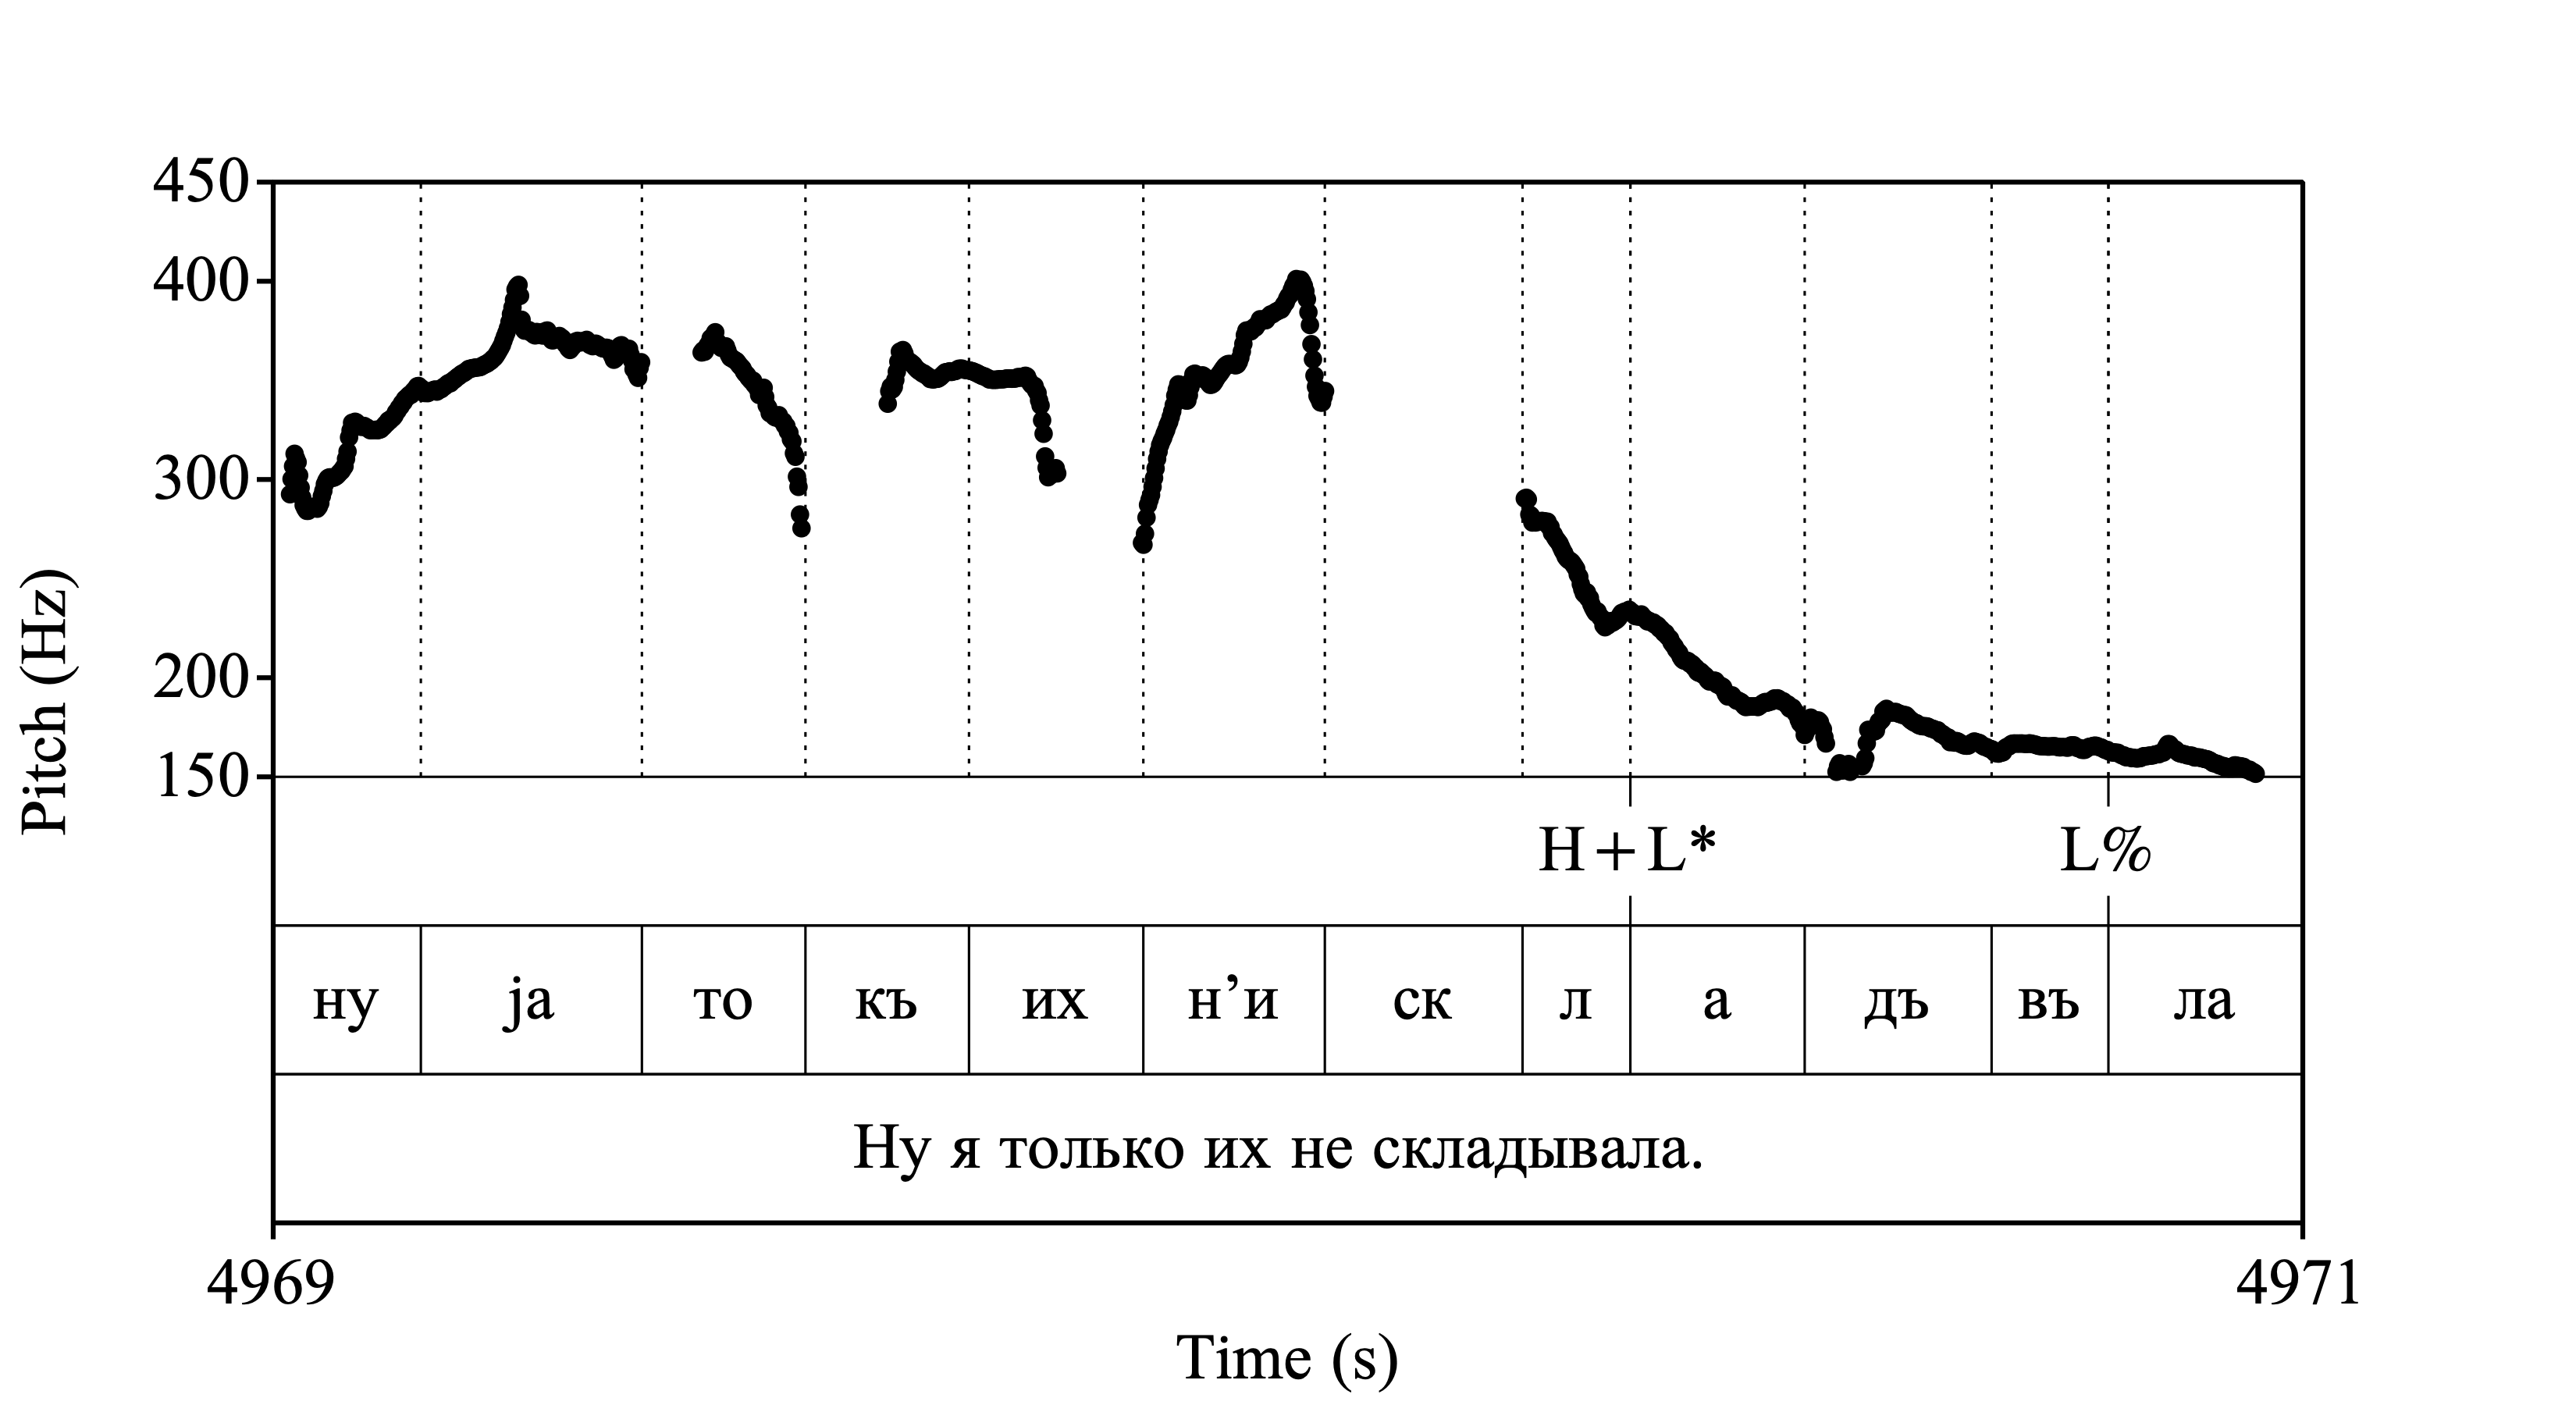 450
400
300
200
150
Pitch (Hz)
H+L* L%
ну ја то къ их н’и ск л а дъ въ ла
Ну я только их не складывала.
4969 4971
Time (s)